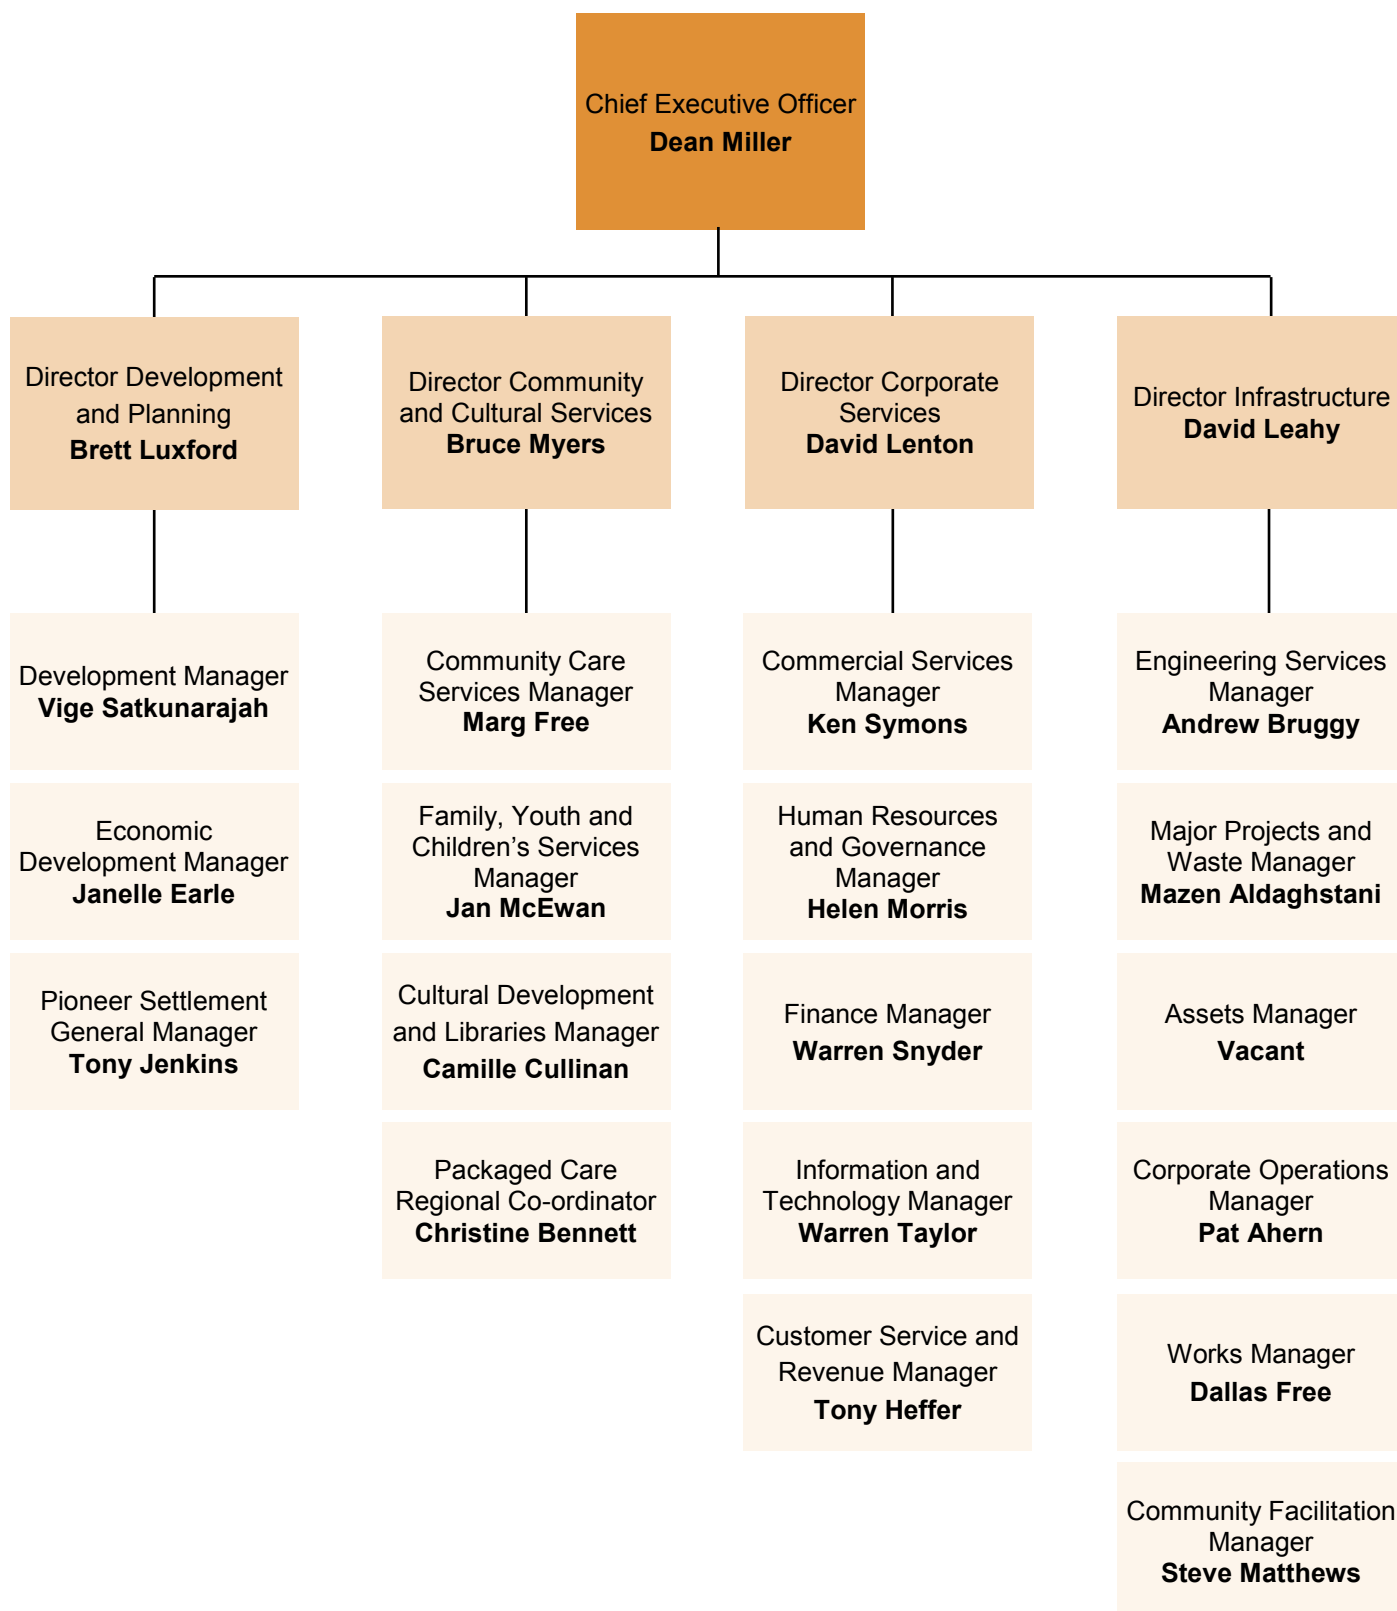 Chief Executive Officer
Dean Miller
Director Development
and Planning
Brett Luxford
Director Community
and Cultural Services
Bruce Myers
Director Corporate
Services
David Lenton
Director Infrastructure
David Leahy
Development Manager
Vige Satkunarajah
Economic
Development Manager
Janelle Earle
Pioneer Settlement
General Manager
Tony Jenkins
Community Care
Services Manager
Marg Free
Family, Youth and
Children’s Services
Manager
Jan McEwan
Cultural Development
and Libraries Manager
Camille Cullinan
Packaged Care
Regional Co-ordinator
Christine Bennett
Commercial Services
Manager
Ken Symons
Human Resources
and Governance
Manager
Helen Morris
Finance Manager
Warren Snyder
Information and
Technology Manager
Warren Taylor
Customer Service and
Revenue Manager
Tony Heffer
Engineering Services
Manager
Andrew Bruggy
Major Projects and
Waste Manager
Mazen Aldaghstani
Assets Manager
Vacant
Corporate Operations
Manager
Pat Ahern
Works Manager
Dallas Free
Community Facilitation
Manager
Steve Matthews